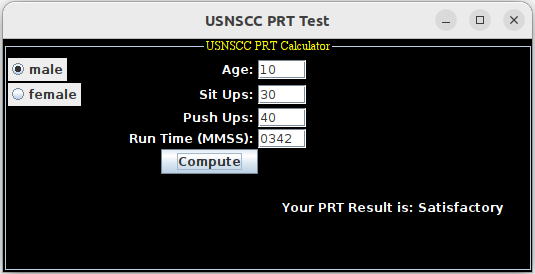 USNSCC PRT Test
USNSCC PRT Calculator
male
Age: 10
female
Sit Ups: 30
Push Ups: 40
Run Time (MMSS): 0342
Compute
Your PRT Result is: Satisfactory